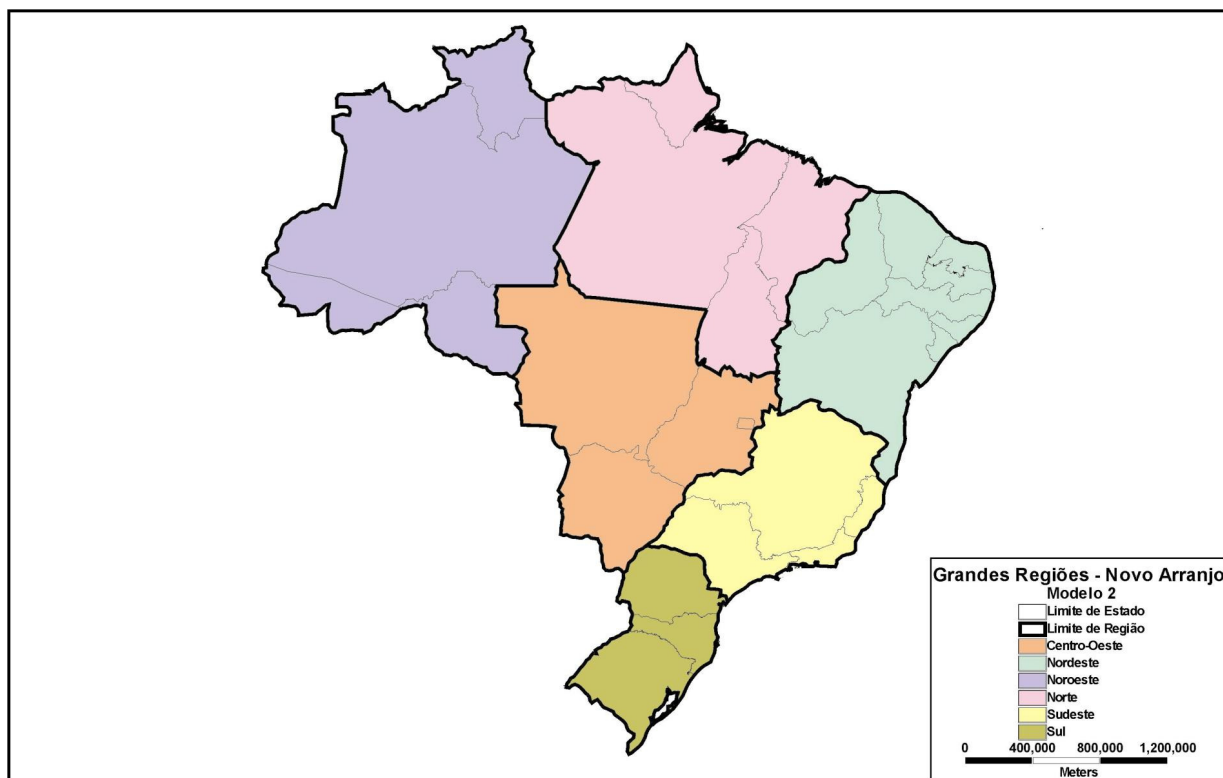 Grandes Regiões - Novo Arranjo
Modelo 2
Limite de Estado
Limite de Região
Centro-Oeste
Nordeste
Noroeste
Norte
Sudeste
Sul
0 400,000 800,000 1,200,000
Meters